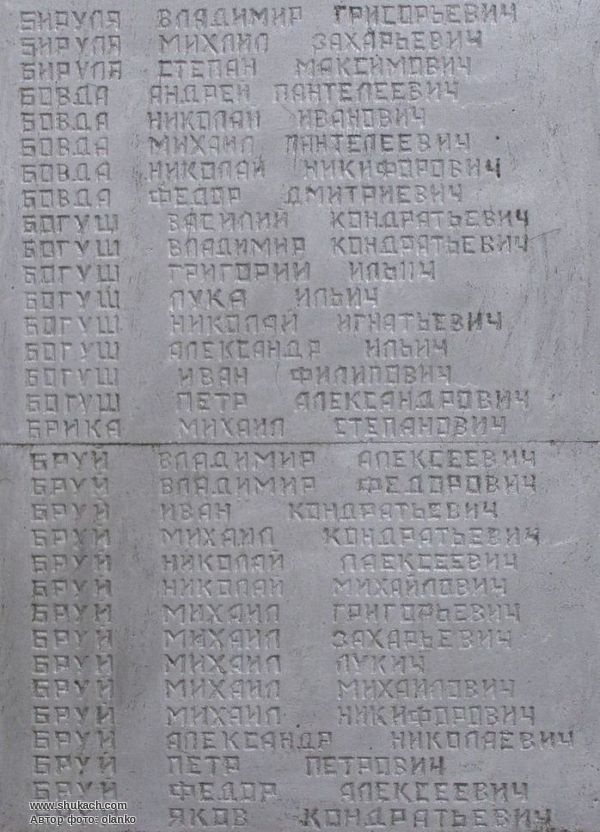 БИРУЛЯ ВЛАДИМИР ГРИГОРЬЕВИЧ
БИРУЛЯ МИХАИЛ ЗАХАРЬЕВИЧ
БИРУЛЯ СТЕПАН МАКСИМОВИЧ
БОВДА АНДРЕЙ ПАНТЕЛЕЕВИЧ
БОВДА НИКОЛАЙ ИВАНОВИЧ
БОВДА МИХАИЛ ПАНТЕЛЕЕВИЧ
БОВДА НИКОЛАЙ НИКИФОРОВИЧ
БОВДА ФЕДОР ДМИТРИЕВИЧ
БОГУШ ВАСИЛИЙ КОНДРАТЬЕВИЧ
БОГУШ ВЛАДИМИР КОНДРАТЬЕВИЧ
БОГУШ ГРИГОРИЙ ИЛЬИЧ
БОГУШ ЛУКА ИЛЬИЧ
БОГУШ НИКОЛАЙ ИГНАТЬЕВИЧ
БОГУШ АЛЕКСАНДР ИЛЬИЧ
БОГУШ ИВАН ФИЛИПОВИЧ
БОГУШ ПЕТР АЛЕКСАНДРОВИЧ
БРИКА МИХАИЛ СТЕПАНОВИЧ
БРУЙ ВЛАДИМИР АЛЕКСЕЕВИЧ
БРУЙ ВЛАДИМИР ФЕДОРОВИЧ
БРУЙ ИВАН КОНДРАТЬЕВИЧ
БРУЙ МИХАИЛ КОНДРАТЬЕВИЧ
БРУЙ НИКОЛАЙ ЛАЕКСЕЕВИЧ
БРУЙ НИКОЛАЙ МИХАЙЛОВИЧ
БРУЙ МИХАИЛ ГРИГОРЬЕВИЧ
БРУЙ МИХАИЛ ЗАХАРЬЕВИЧ
БРУЙ МИХАИЛ ЛУКИЧ
БРУЙ МИХАИЛ МИХАЙЛОВИЧ
БРУЙ МИХАИЛ НИКИФОРОВИЧ
БРУЙ АЛЕКСАНДР НИКОЛАЕВИЧ
БРУЙ ПЕТР ПЕТРОВИЧ
БРУЙ ФЕДОР АЛЕКСЕЕВИЧ
ЯКОВ КОНДРАТЬЕВИЧ
www.shukach.com
Автор фото: olanko